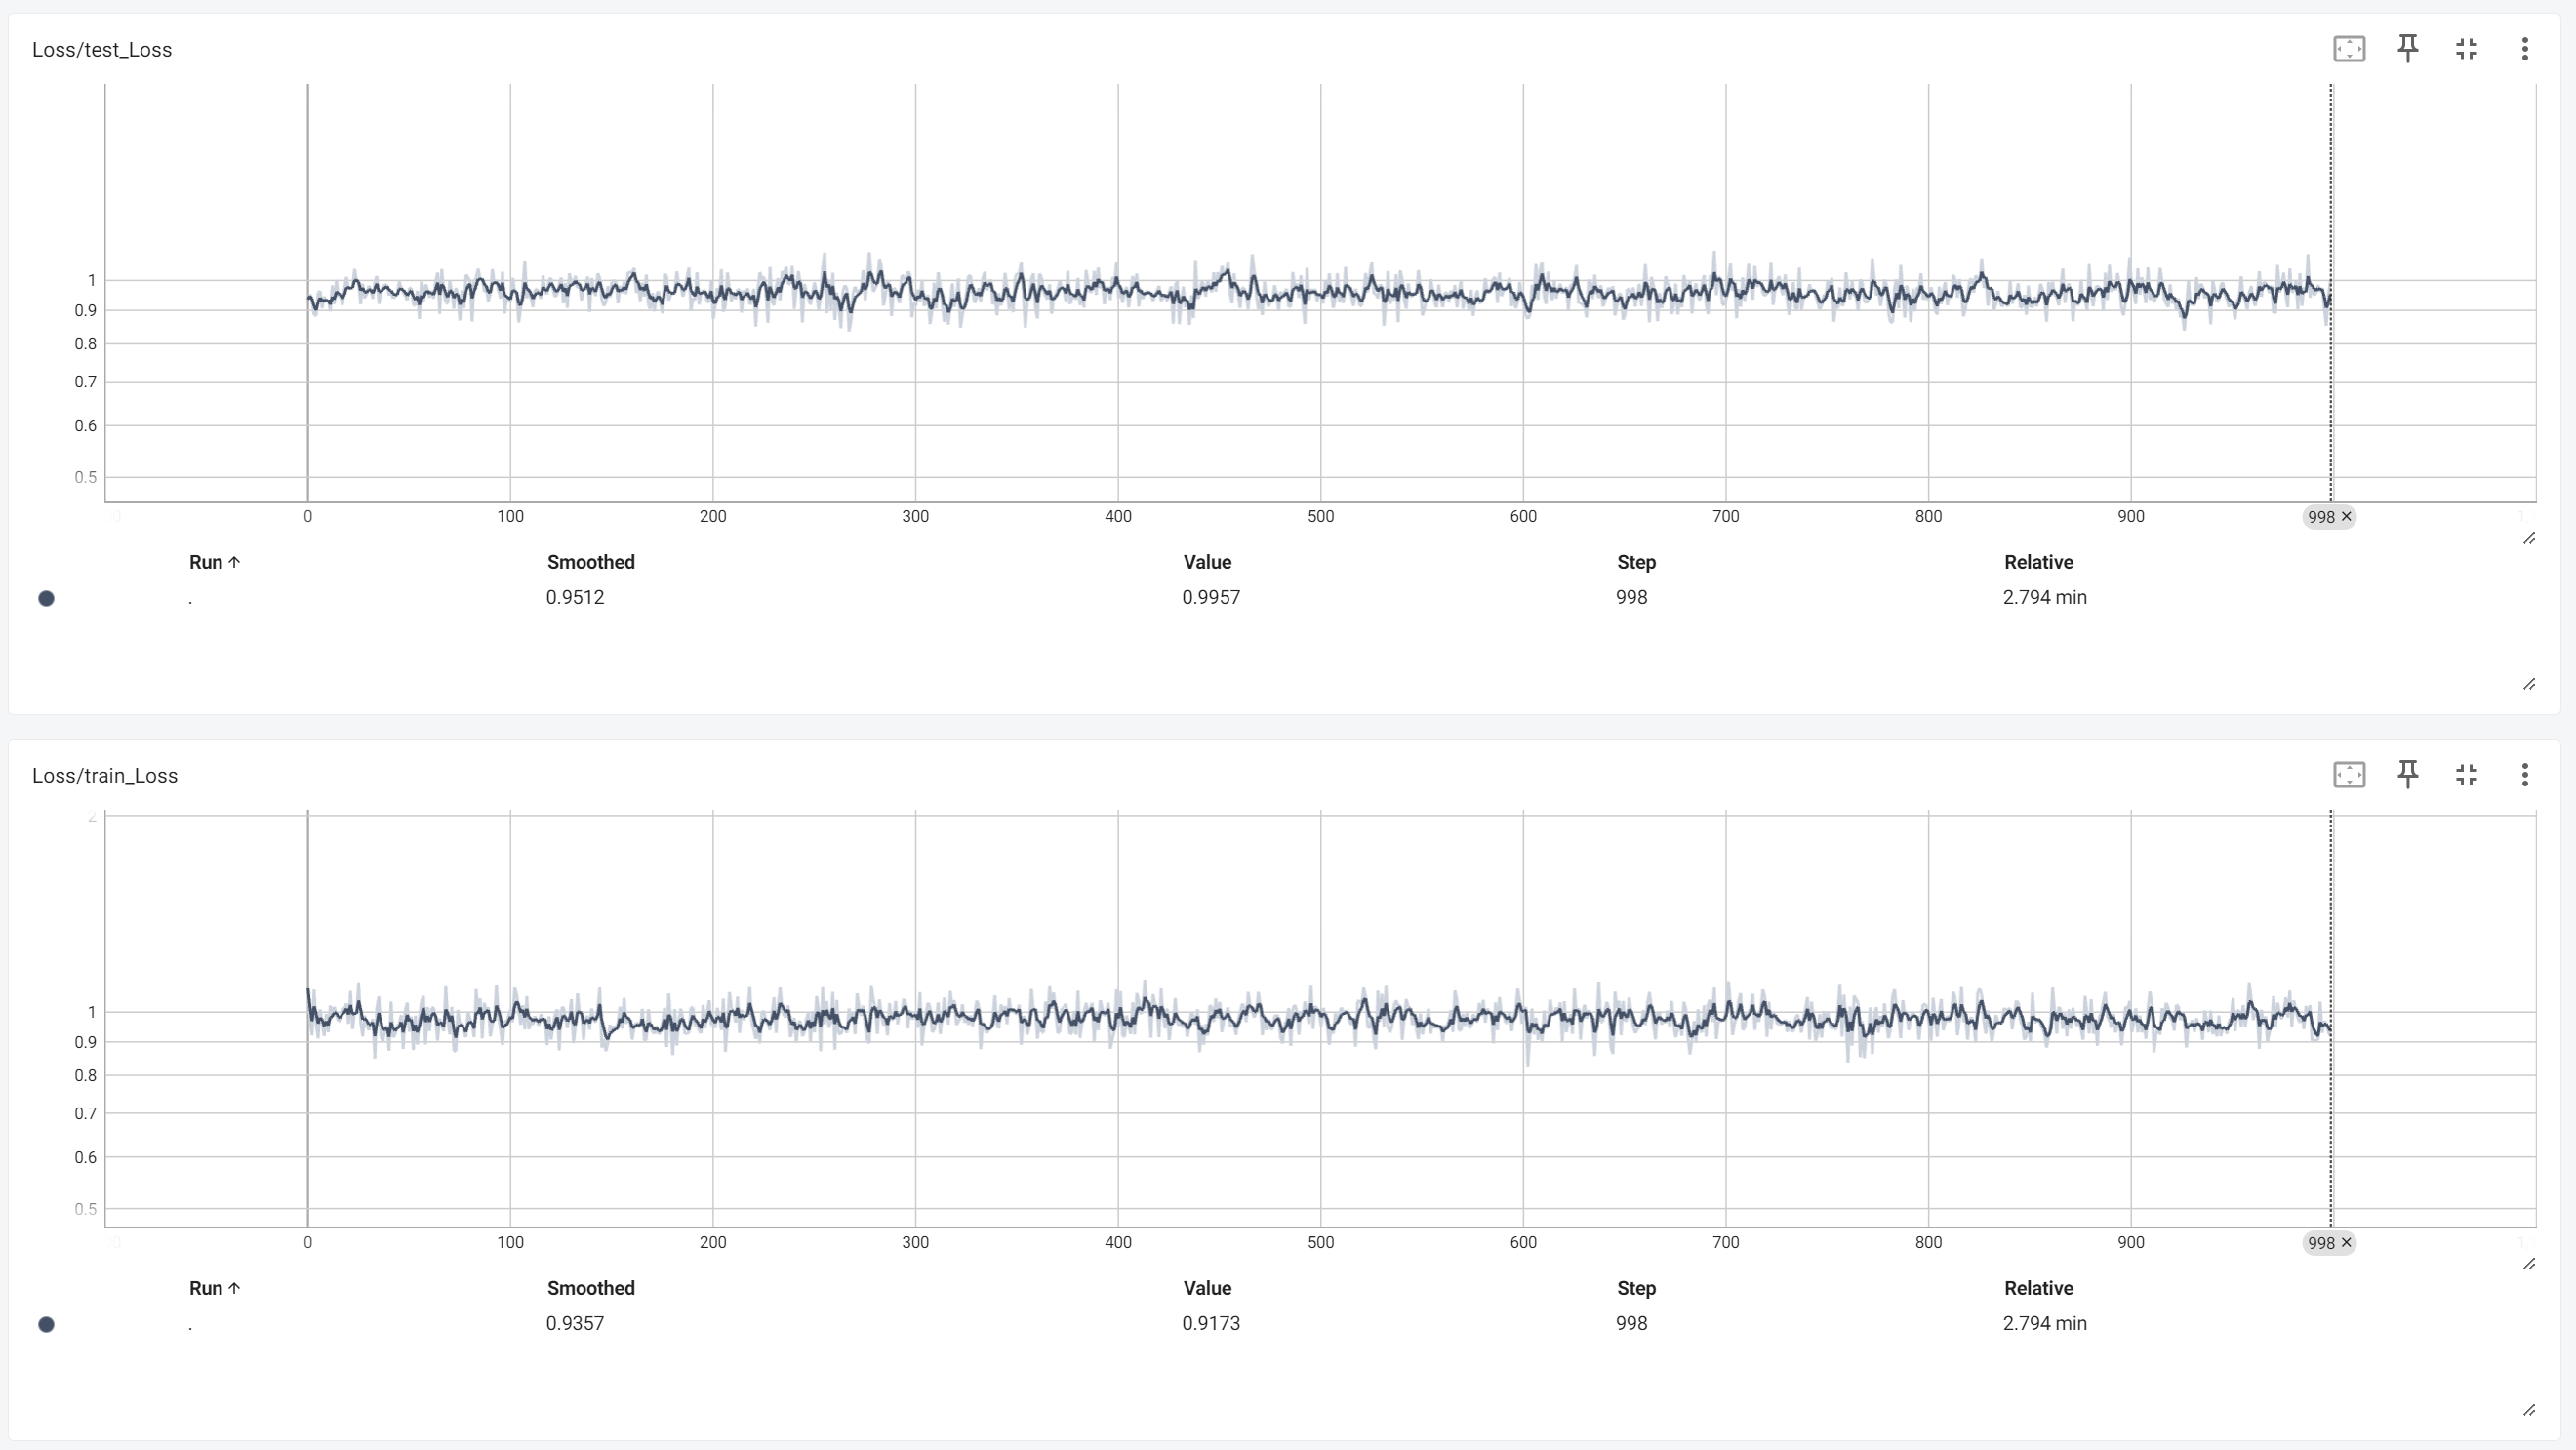 Loss/test_Loss
1
0.9
0.8
0.7
0.6
0.5
0 100 200 300 400 500 600 700 800 900 998 ×
Run ↑ Smoothed Value Step Relative
. 0.9512 0.9957 998 2.794 min
Loss/train_Loss
2
1
0.9
0.8
0.7
0.6
0.5
0 100 200 300 400 500 600 700 800 900 998 ×
Run ↑ Smoothed Value Step Relative
. 0.9357 0.9173 998 2.794 min